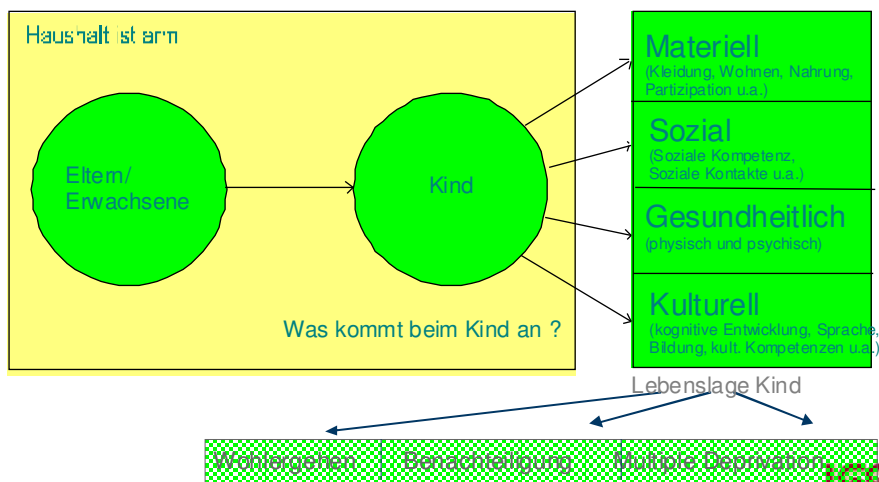 Haushalt ist arm
Eltern/
Erwachsene
Kind
Was kommt beim Kind an ?
Materiell
(Kleidung, Wohnen, Nahrung,
Partizipation u.a.)
Sozial
(Soziale Kompetenz,
Soziale Kontakte u.a.)
Gesundheitlich
(physisch und psychisch)
Kulturell
(kognitive Entwicklung, Sprache,
Bildung, kult. Kompetenzen u.a.)
Lebenslage Kind
Wohlergehen Benachteiligung Multiple Deprivation